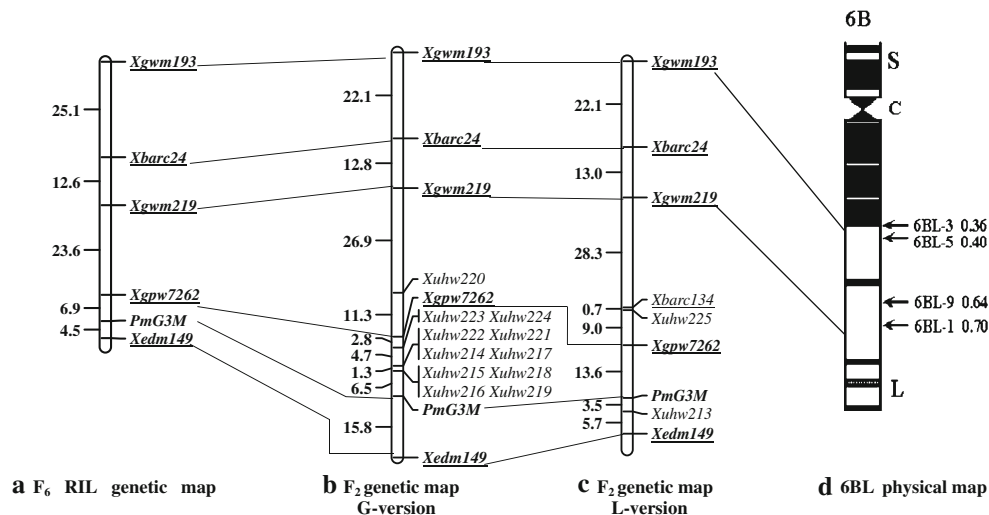 6B
Xgwm193
25.1
Xbarc24
12.6
Xgwm219
23.6
Xgpw7262
6.9
PmG3M
4.5
Xedm149
Xgwm193
22.1
Xbarc24
12.8
Xgwm219
26.9
Xuhw220
11.3
Xgpw7262
2.8
Xuhw223 Xuhw224
4.7
Xuhw222 Xuhw221
Xuhw214 Xuhw217
1.3
Xuhw215 Xuhw218
6.5
Xuhw216 Xuhw219
PmG3M
15.8
Xedm149
Xgwm193
22.1
Xbarc24
13.0
Xgwm219
28.3
Xbarc134
0.7
Xuhw225
9.0
Xgpw7262
13.6
PmG3M
3.5
Xuhw213
5.7
Xedm149
S
C
6BL-3 0.36
6BL-5 0.40
6BL-9 0.64
6BL-1 0.70
L
a F6 RIL genetic map
b F2 genetic map
G-version
c F2 genetic map
L-version
d 6BL physical map